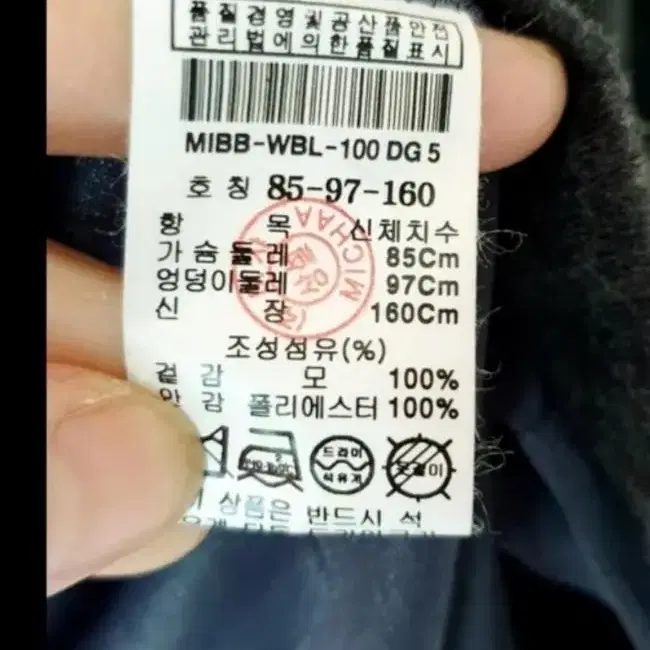 품질경영및공산품안전
관리법에의한품질표시
MIBB-WBL-100 DG 5
호칭 85-97-160
항 목 신체치수
가슴둘레 85Cm
엉덩이둘레 97Cm
신 장 160Cm
조성섬유(%)
겉 감 모 100%
안 감 폴리에스터 100%
드라이
석유계
상품은 반드시 석
MICHAA